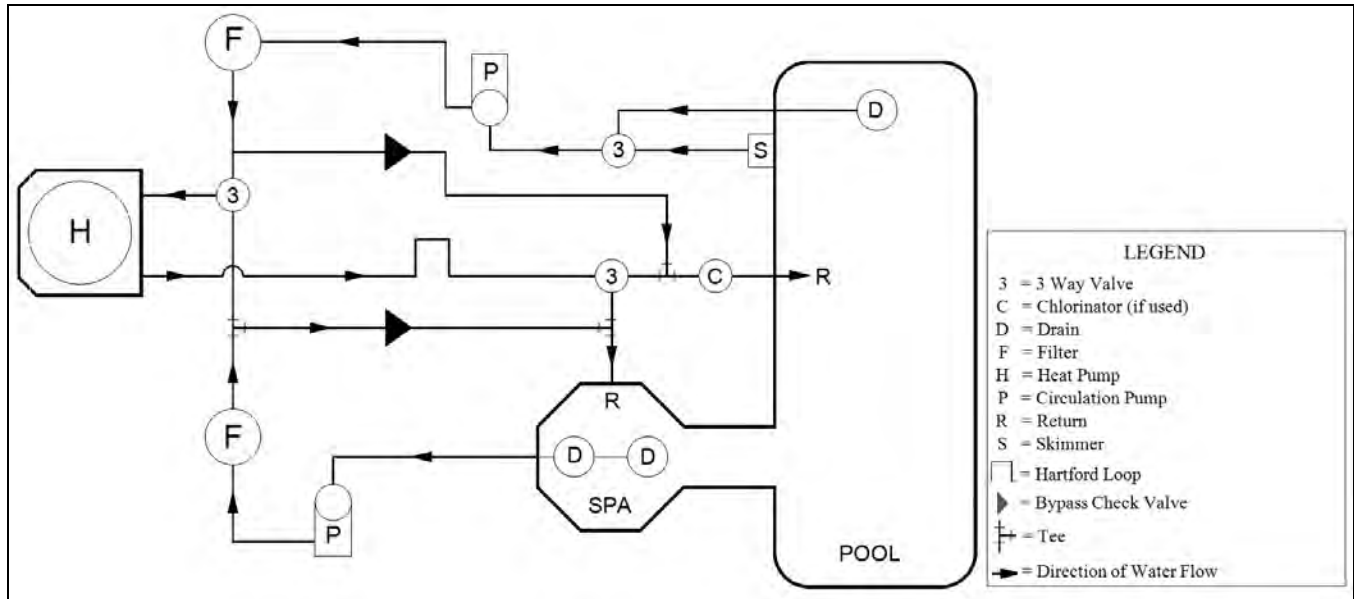 F
P
D
3
S
3
H
LEGEND
3 = 3 Way Valve
C = Chlorinator (if used)
D = Drain
F = Filter
H = Heat Pump
P = Circulation Pump
R = Return
S = Skimmer
= Hartford Loop
= Bypass Check Valve
= Tee
= Direction of Water Flow
3
C
R
R
F
D
D
SPA
P
POOL